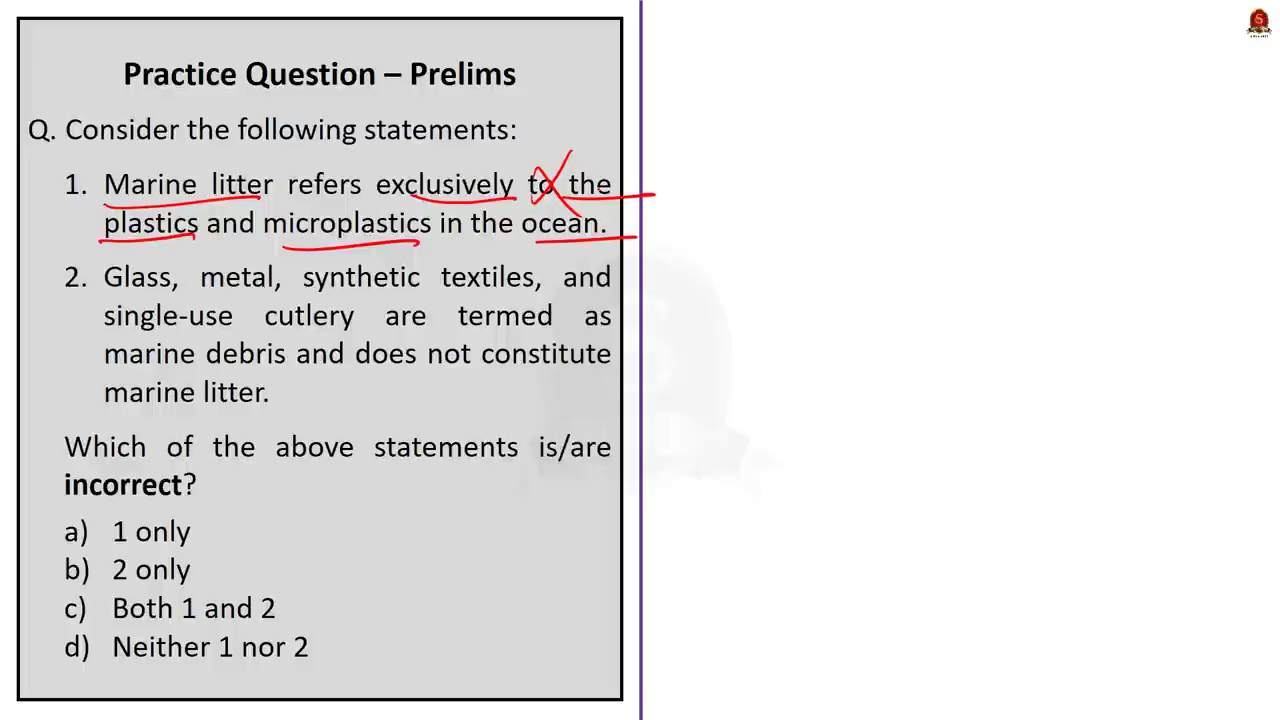 Practice Question – Prelims
Q. Consider the following statements:
1. Marine litter refers exclusively to the
plastics and microplastics in the ocean.
2. Glass, metal, synthetic textiles, and
single-use cutlery are termed as
marine debris and does not constitute
marine litter.
Which of the above statements is/are
incorrect?
a) 1 only
b) 2 only
c) Both 1 and 2
d) Neither 1 nor 2